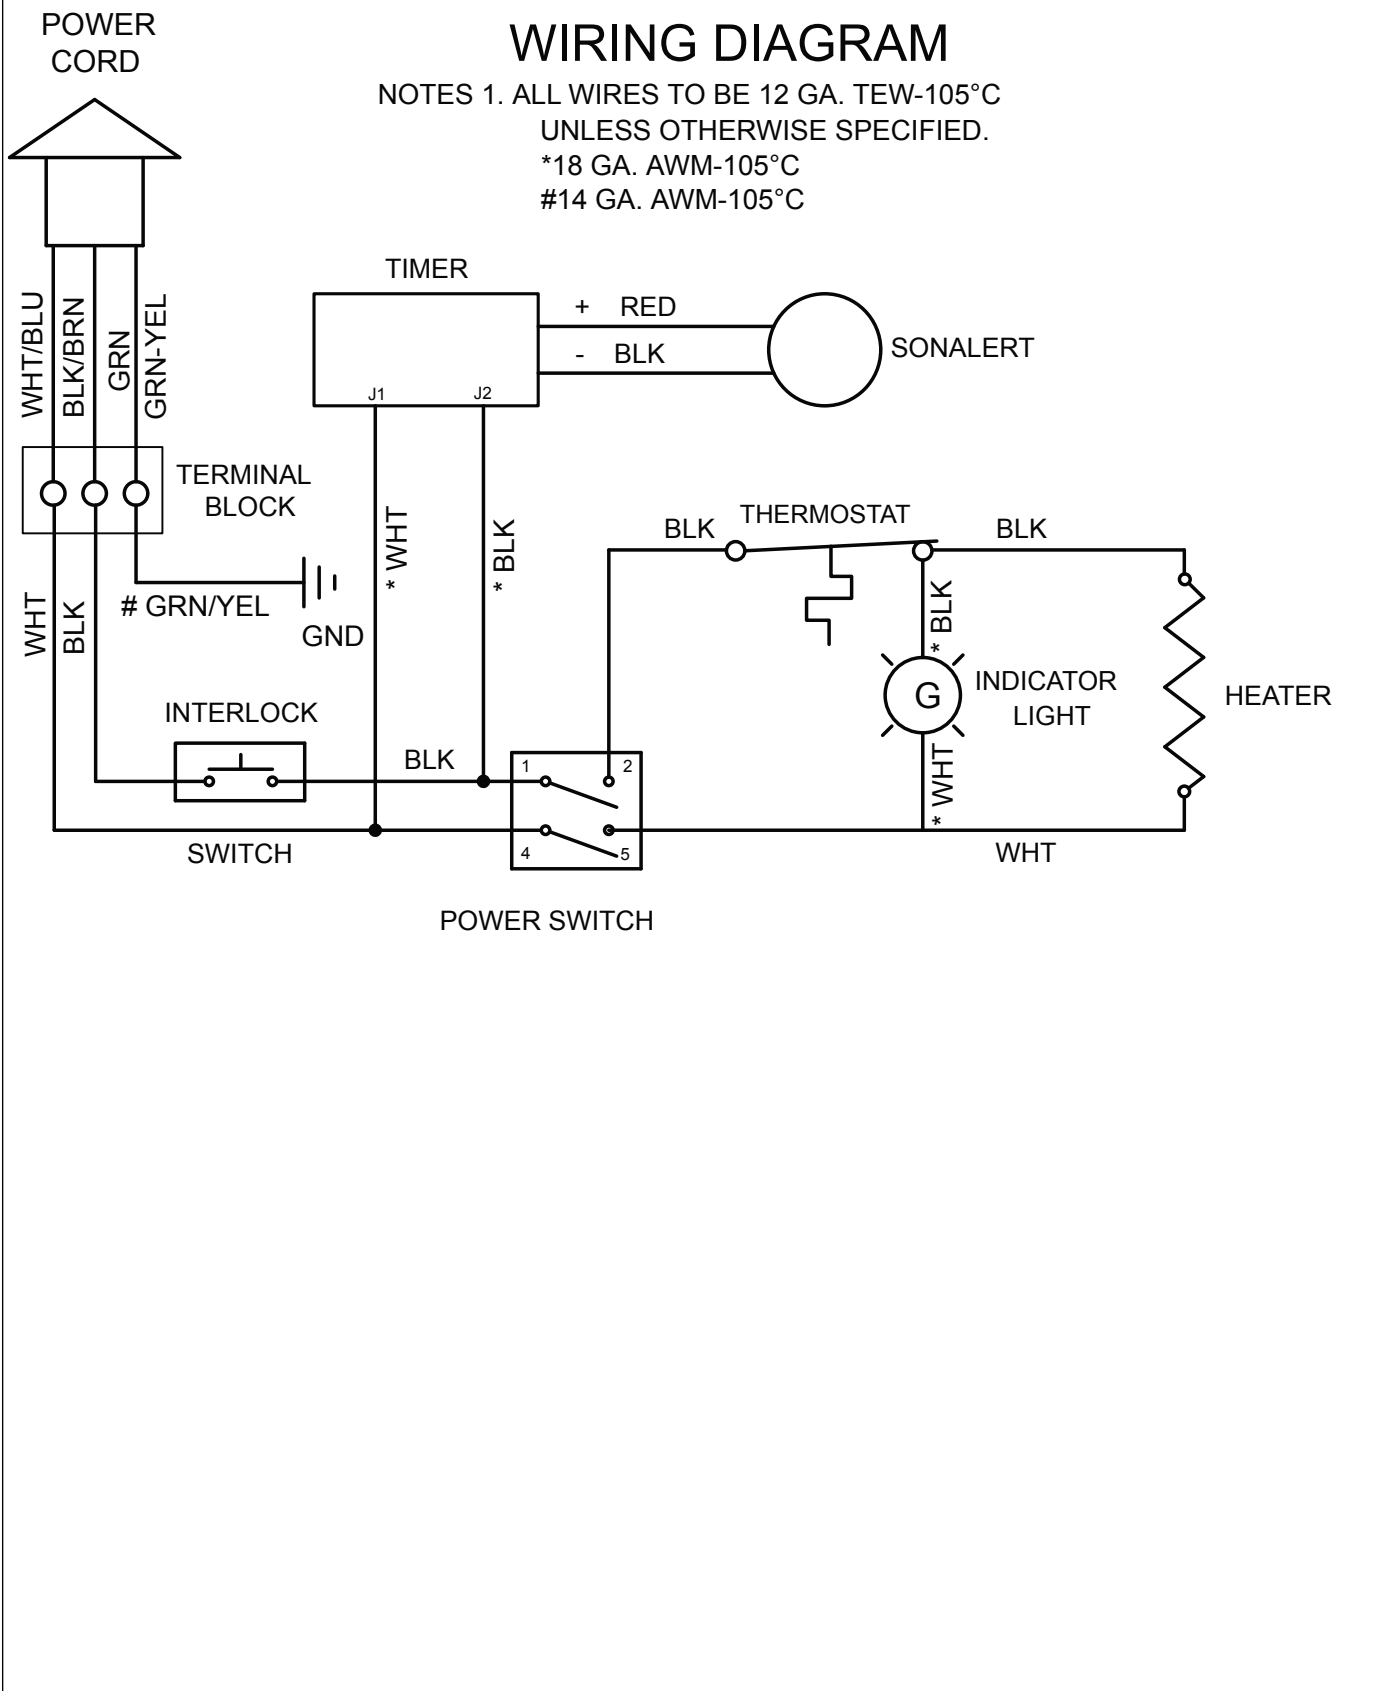 POWER
CORD
WIRING DIAGRAM
NOTES 1. ALL WIRES TO BE 12 GA. TEW-105°C
UNLESS OTHERWISE SPECIFIED.
*18 GA. AWM-105°C
#14 GA. AWM-105°C
WHT/BLU
BLK/BRN
GRN
GRN-YEL
TIMER
+ RED
- BLK
SONALERT
J1
J2
TERMINAL
BLOCK
* WHT
* BLK
BLK
THERMOSTAT
BLK
WHT
BLK
# GRN/YEL
GND
* BLK
G
INDICATOR
LIGHT
HEATER
INTERLOCK
BLK
1
2
* WHT
SWITCH
4
5
WHT
POWER SWITCH